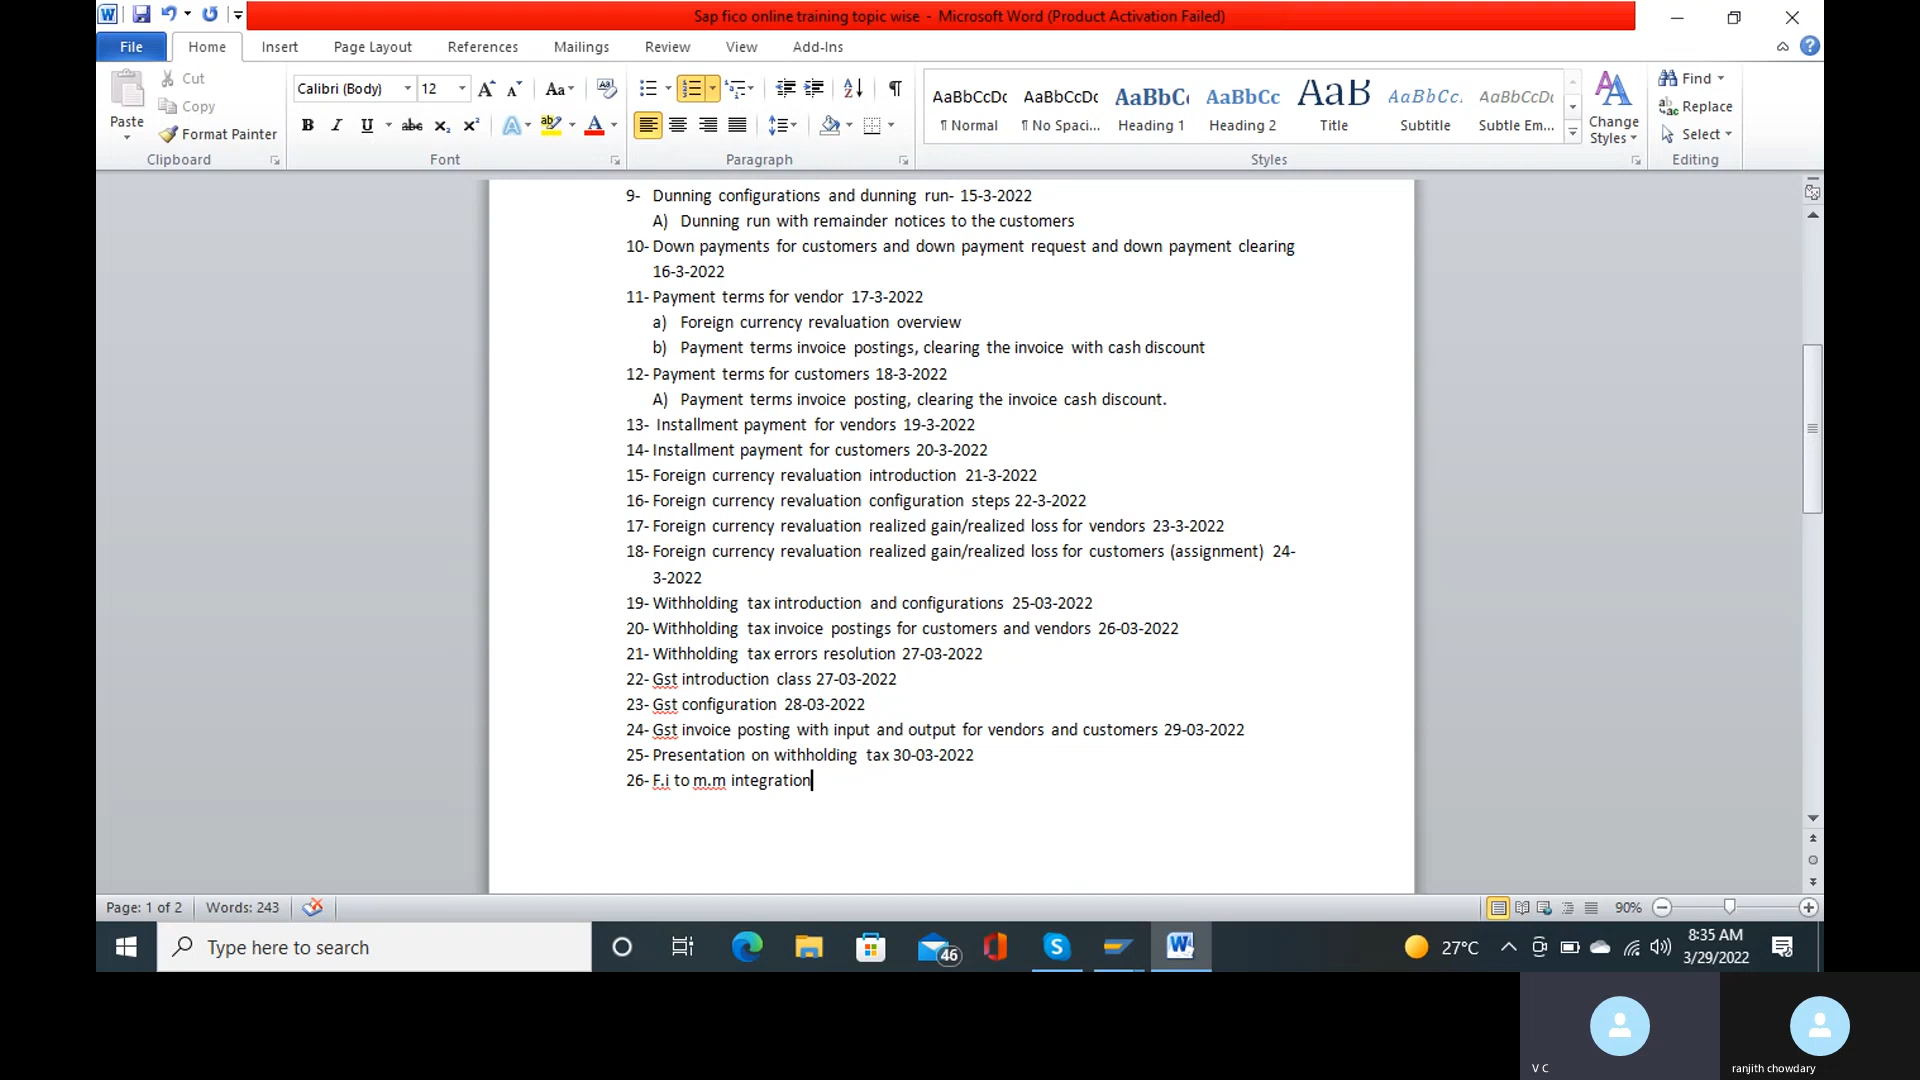 Sap fico online training topic wise - Microsoft Word (Product Activation Failed)
File Home Insert Page Layout References Mailings Review View Add-Ins
Cut
Copy
Format Painter
Paste
Clipboard
Calibri (Body) 12
Font
Paragraph
AaBbCcDc AaBbCcDc AaBbC AaBbCc AaB AaBbCc. AaBbCcDc
¶ Normal ¶ No Spaci... Heading 1 Heading 2 Title Subtitle Subtle Em...
Change Styles
Styles
Find
Replace
Select
Editing
9- Dunning configurations and dunning run- 15-3-2022
A) Dunning run with remainder notices to the customers
10- Down payments for customers and down payment request and down payment clearing
16-3-2022
11- Payment terms for vendor 17-3-2022
a) Foreign currency revaluation overview
b) Payment terms invoice postings, clearing the invoice with cash discount
12- Payment terms for customers 18-3-2022
A) Payment terms invoice posting, clearing the invoice cash discount.
13- Installment payment for vendors 19-3-2022
14- Installment payment for customers 20-3-2022
15- Foreign currency revaluation introduction 21-3-2022
16- Foreign currency revaluation configuration steps 22-3-2022
17- Foreign currency revaluation realized gain/realized loss for vendors 23-3-2022
18- Foreign currency revaluation realized gain/realized loss for customers (assignment) 24-
3-2022
19- Withholding tax introduction and configurations 25-03-2022
20- Withholding tax invoice postings for customers and vendors 26-03-2022
21- Withholding tax errors resolution 27-03-2022
22- Gst introduction class 27-03-2022
23- Gst configuration 28-03-2022
24- Gst invoice posting with input and output for vendors and customers 29-03-2022
25- Presentation on withholding tax 30-03-2022
26- F.i to m.m integration
Page: 1 of 2 Words: 243 90%
Type here to search 46 27°C 8:35 AM
3/29/2022
V C ranjith chowdary